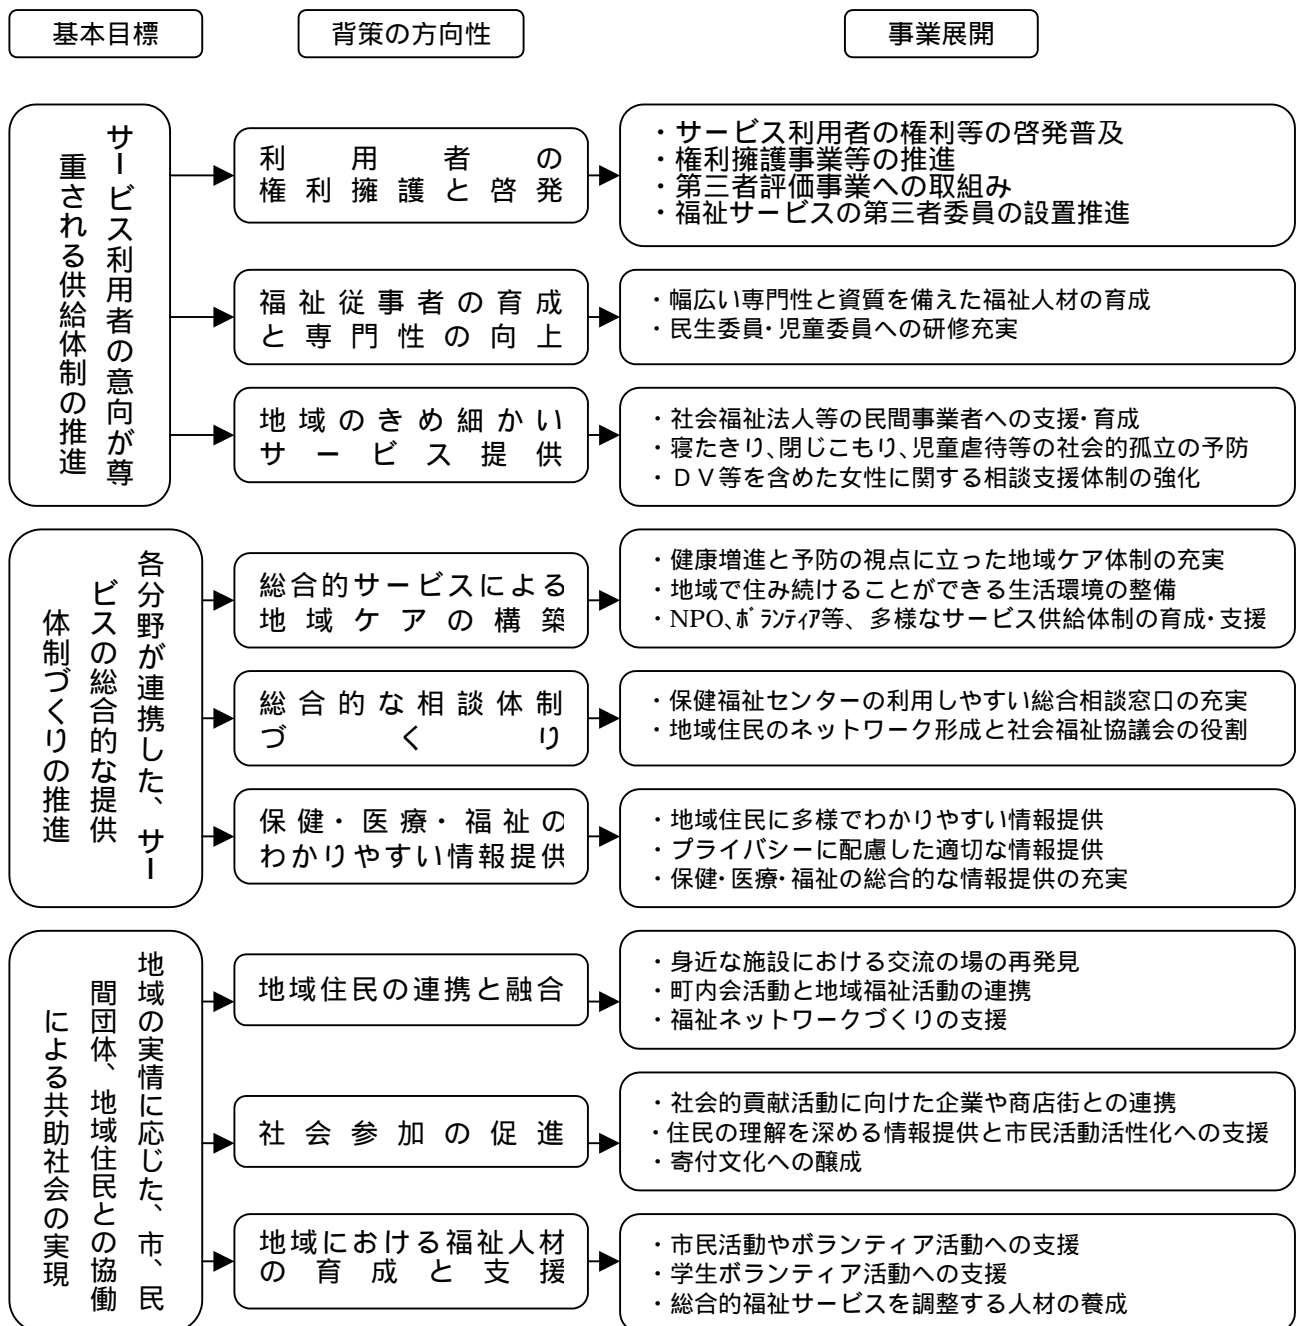 基本目標
背策の方向性
事業展開
サービス利用者の意向が尊
重される供給体制の推進
利用者の
権利擁護と啓発
・サービス利用者の権利等の啓発普及
・権利擁護事業等の推進
・第三者評価事業への取組み
・福祉サービスの第三者委員の設置推進
福祉従事者の育成
と専門性の向上
・幅広い専門性と資質を備えた福祉人材の育成
・民生委員・児童委員への研修充実
地域のきめ細かい
サービス提供
・社会福祉法人等の民間事業者への支援・育成
・寝たきり、閉じこもり、児童虐待等の社会的孤立の予防
・ＤＶ等を含めた女性に関する相談支援体制の強化
各分野が連携した、サー
ビスの総合的な提供
体制づくりの推進
総合的サービスによる
地域ケアの構築
・健康増進と予防の視点に立った地域ケア体制の充実
・地域で住み続けることができる生活環境の整備
・NPO、ﾎﾞﾗﾝﾃｨｱ等、多様なサービス供給体制の育成・支援
総合的な相談体制
づくり
・保健福祉センターの利用しやすい総合相談窓口の充実
・地域住民のネットワーク形成と社会福祉協議会の役割
保健・医療・福祉の
わかりやすい情報提供
・地域住民に多様でわかりやすい情報提供
・プライバシーに配慮した適切な情報提供
・保健・医療・福祉の総合的な情報提供の充実
地域の実情に応じた、市、民
間団体、地域住民との協働
による共助社会の実現
地域住民の連携と融合
・身近な施設における交流の場の再発見
・町内会活動と地域福祉活動の連携
・福祉ネットワークづくりの支援
社会参加の促進
・社会的貢献活動に向けた企業や商店街との連携
・住民の理解を深める情報提供と市民活動活性化への支援
・寄付文化への醸成
地域における福祉人材
の育成と支援
・市民活動やボランティア活動への支援
・学生ボランティア活動への支援
・総合的福祉サービスを調整する人材の養成